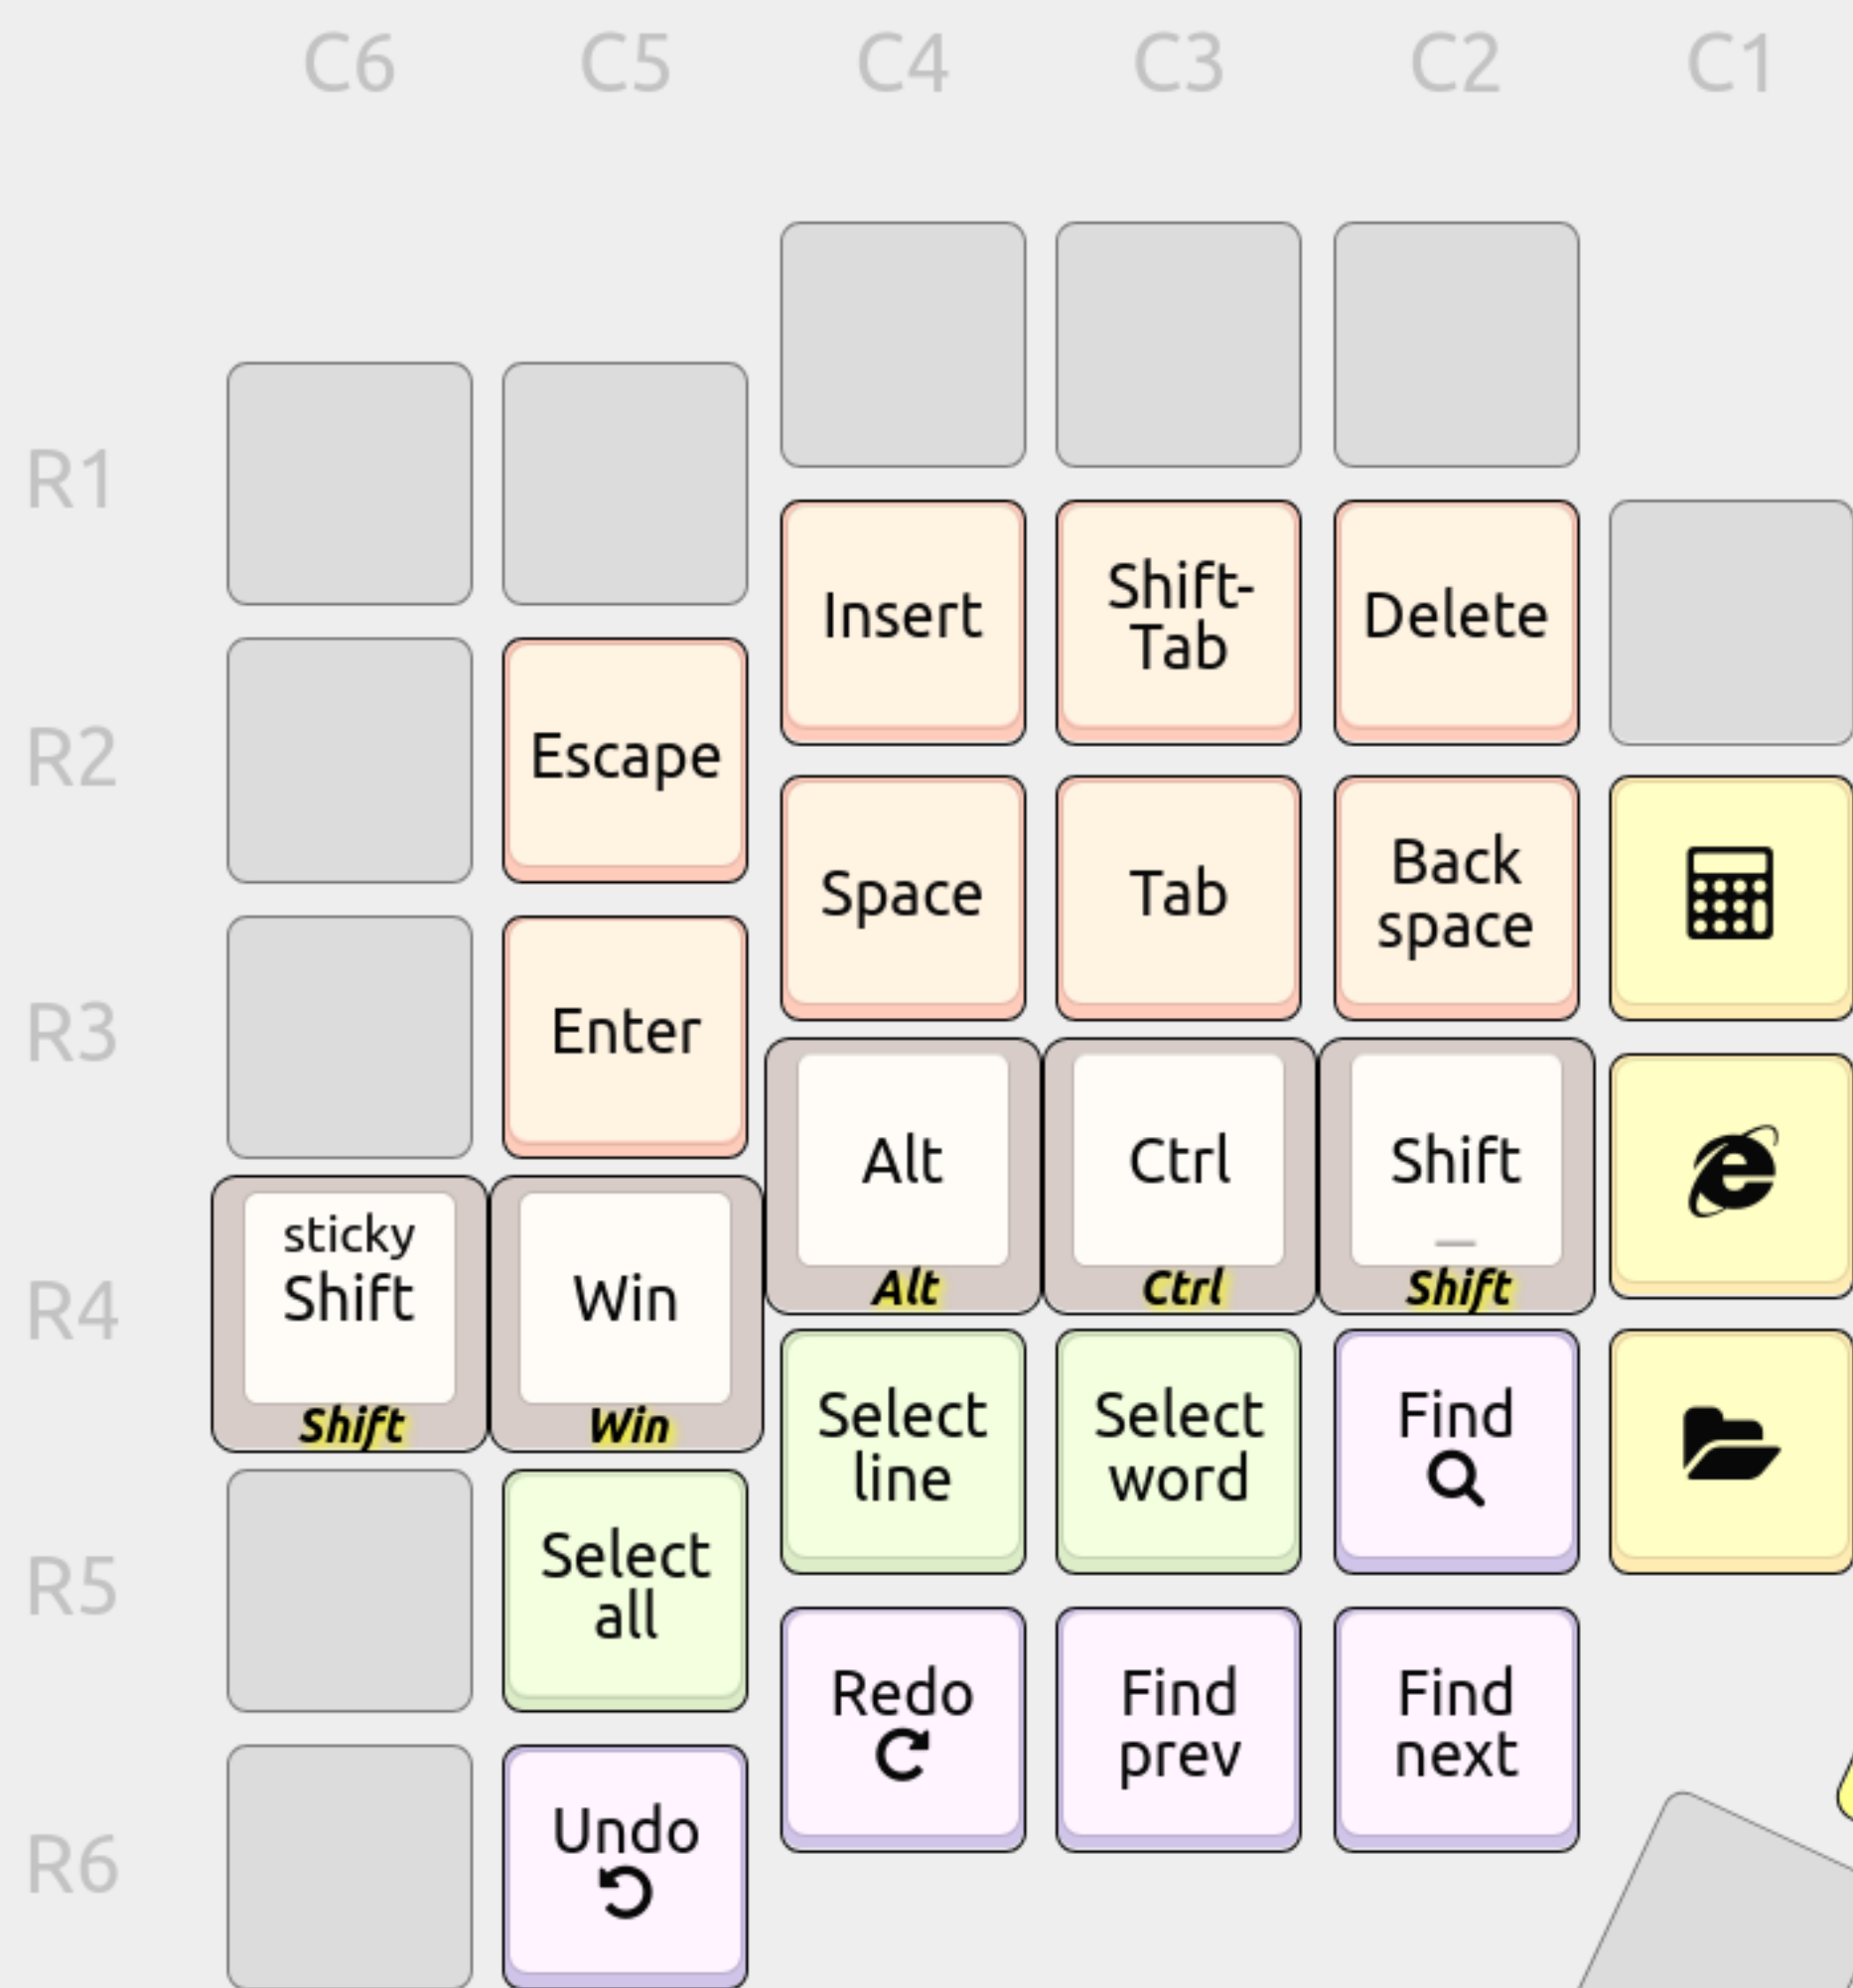 C6 C5 C4 C3 C2 C1
R1
Insert
Shift-
Tab
Delete
R2
Escape
Space
Tab
Back
space
R3
Enter
Alt
Alt
Ctrl
Ctrl
Shift
Shift
R4
sticky
Shift
Shift
Win
Win
Select
line
Select
word
Find
R5
Select
all
Redo
Find
prev
Find
next
R6
Undo